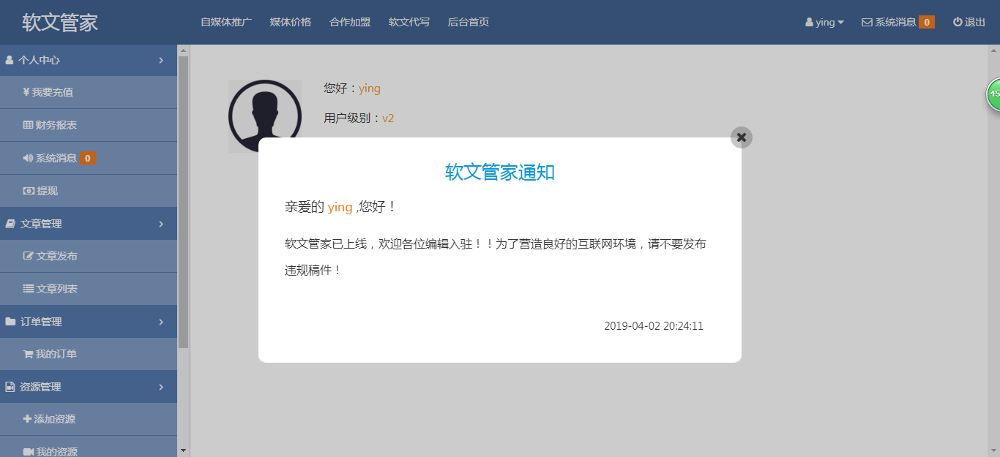 软文管家
自媒体推广 媒体价格 合作加盟 软文代写 后台首页
ying 系统消息 0 退出
个人中心
¥ 我要充值
财务报表
系统消息 0
提现
文章管理
文章发布
文章列表
订单管理
我的订单
资源管理
添加资源
我的资源
您好：ying
用户级别：v2
45
软文管家通知
亲爱的 ying ,您好！
软文管家已上线，欢迎各位编辑入驻！！为了营造良好的互联网环境，请不要发布
违规稿件！
2019-04-02 20:24:11